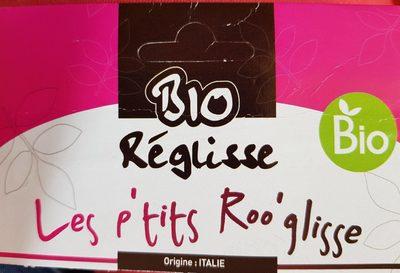 BIO
Réglisse
Bio
Les p'tits Roo'glisse
Origine : ITALIE